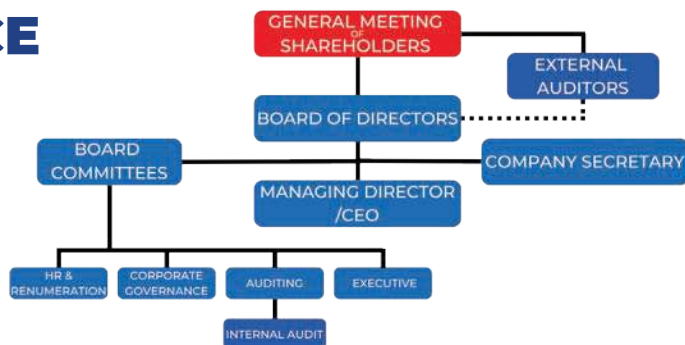 CE
GENERAL MEETING
OF
SHAREHOLDERS
EXTERNAL
AUDITORS
BOARD OF DIRECTORS
BOARD
COMMITTEES
COMPANY SECRETARY
MANAGING DIRECTOR
/CEO
HR &
RENUMERATION
CORPORATE
GOVERNANCE
AUDITING
EXECUTIVE
INTERNAL AUDIT